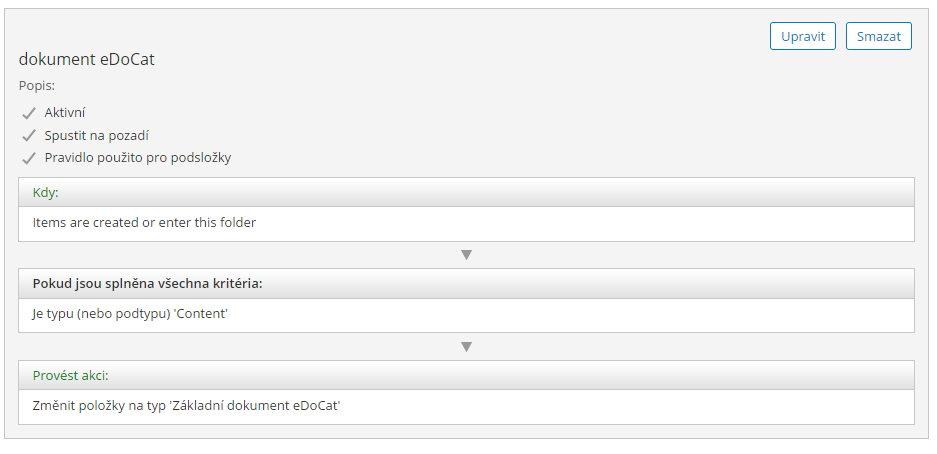 Upravit
Smazat
dokument eDoCat
Popis:
Aktivní
Spustit na pozadí
Pravidlo použito pro podsložky
Kdy:
Items are created or enter this folder
Pokud jsou splněna všechna kritéria:
Je typu (nebo podtypu) 'Content'
Provést akci:
Změnit položky na typ 'Základní dokument eDoCat'